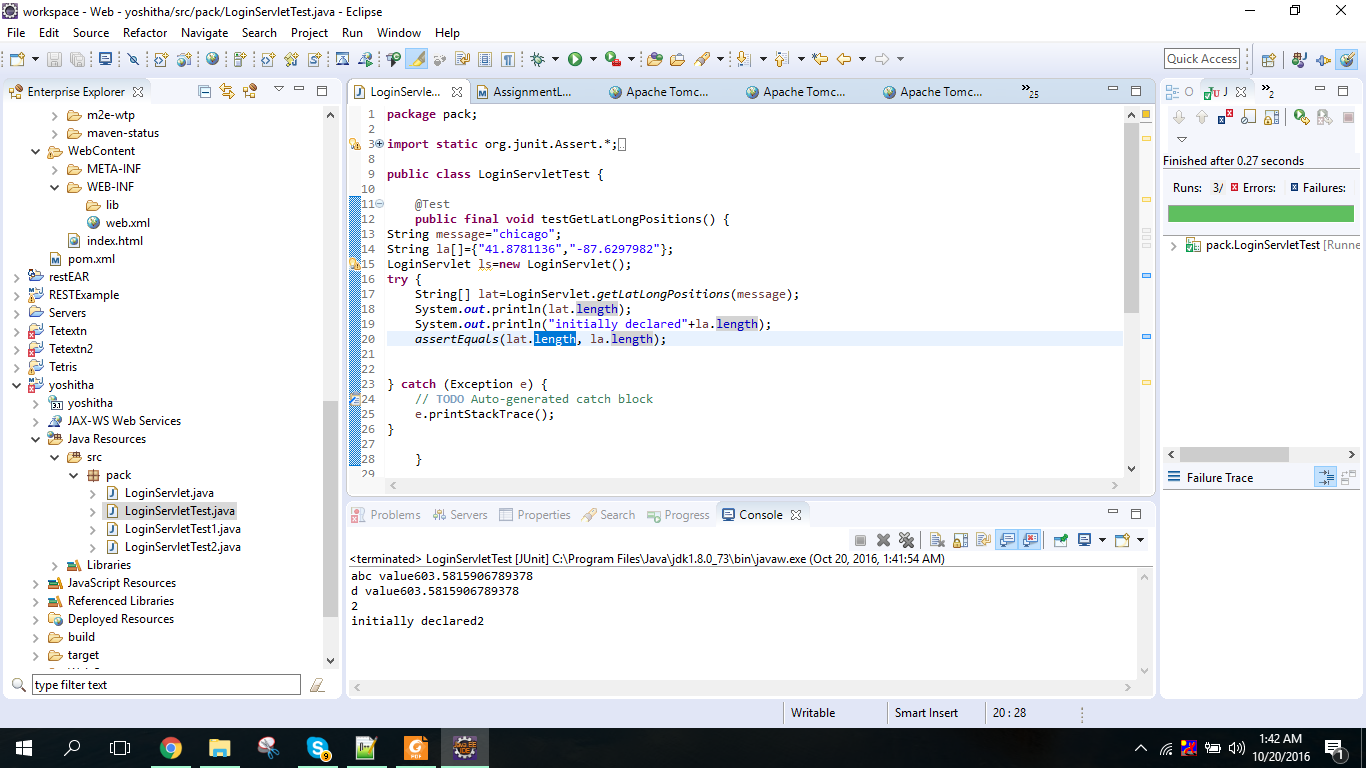 workspace - Web - yoshitha/src/pack/LoginServletTest.java - Eclipse
File Edit Source Refactor Navigate Search Project Run Window Help
Quick Access
Enterprise Explorer
m2e-wtp
maven-status
WebContent
META-INF
WEB-INF
lib
web.xml
index.html
pom.xml
restEAR
RESTExample
Servers
Tetextn
Tetextn2
Tetris
yoshitha
yoshitha
JAX-WS Web Services
Java Resources
src
pack
LoginServlet.java
LoginServletTest.java
LoginServletTest1.java
LoginServletTest2.java
Libraries
JavaScript Resources
Referenced Libraries
Deployed Resources
build
target
type filter text
LoginServle... AssignmentL... Apache Tomc... Apache Tomc... Apache Tomc... »25
1 package pack;
2
3 import static org.junit.Assert.*;
8
9 public class LoginServletTest {
10
11 @Test
12 public final void testGetLatLongPositions() {
13 String message="chicago";
14 String la[]={"41.8781136","-87.6297982"};
15 LoginServlet ls=new LoginServlet();
16 try {
17 String[] lat=LoginServlet.getLatLongPositions(message);
18 System.out.println(lat.length);
19 System.out.println("initially declared"+la.length);
20 assertEquals(lat.length, la.length);
21
22
23 } catch (Exception e) {
24 // TODO Auto-generated catch block
25 e.printStackTrace();
26 }
27
28 }
29
Problems Servers Properties Search Progress Console
<terminated> LoginServletTest [JUnit] C:\Program Files\Java\jdk1.8.0_73\bin\javaw.exe (Oct 20, 2016, 1:41:54 AM)
abc value603.5815906789378
d value603.5815906789378
2
initially declared2
O J »2
Finished after 0.27 seconds
Runs: 3/ Errors: Failures:
pack.LoginServletTest [Runne
Failure Trace
Writable Smart Insert 20 : 28
9
PDF
1:42 AM
10/20/2016
1